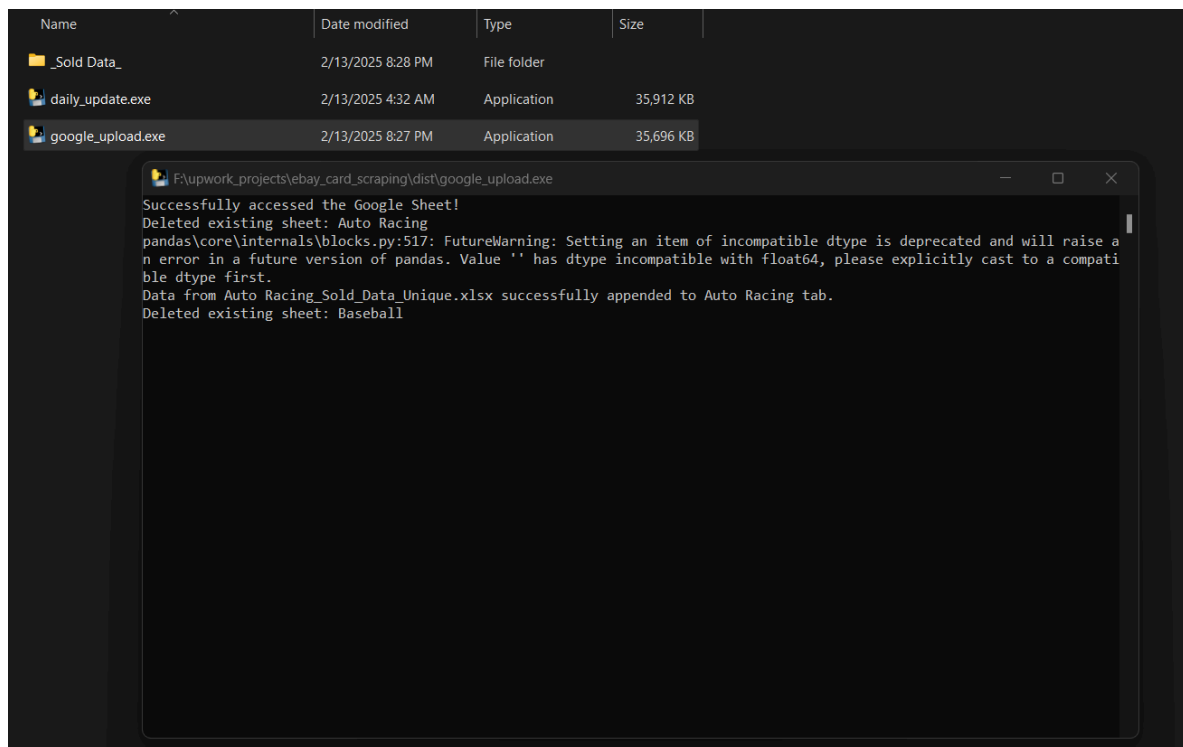 Name Date modified Type Size
_Sold Data_ 2/13/2025 8:28 PM File folder
daily_update.exe 2/13/2025 4:32 AM Application 35,912 KB
google_upload.exe 2/13/2025 8:27 PM Application 35,696 KB
F:\upwork_projects\ebay_card_scraping\dist\google_upload.exe
Successfully accessed the Google Sheet!
Deleted existing sheet: Auto Racing
pandas\core\internals\blocks.py:517: FutureWarning: Setting an item of incompatible dtype is deprecated and will raise a
n error in a future version of pandas. Value '' has dtype incompatible with float64, please explicitly cast to a compati
ble dtype first.
Data from Auto Racing_Sold_Data_Unique.xlsx successfully appended to Auto Racing tab.
Deleted existing sheet: Baseball